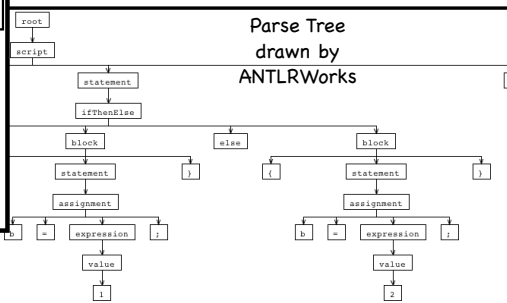 root
Parse Tree
drawn by
ANTLRWorks
script
statement
ifThenElse
block else block
statement } { statement }
assignment assignment
b = expression ; b = expression ;
value value
1 2